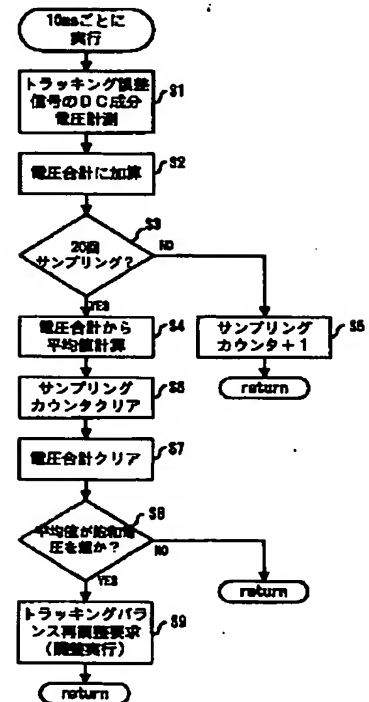 10msごとに
実行
トラッキング誤差
信号のDC成分
電圧計測
S1
電圧合計に加算
S2
S3
20回
サンプリング?
NO
YES
電圧合計から
平均値計算
S4
サンプリング
カウンタ+1
S5
return
サンプリング
カウンタクリア
S6
電圧合計クリア
S7
S8
平均値が飽和電
圧を超か?
NO
YES
return
トラッキングバラ
ンス再調整要求
(調整実行)
S9
return